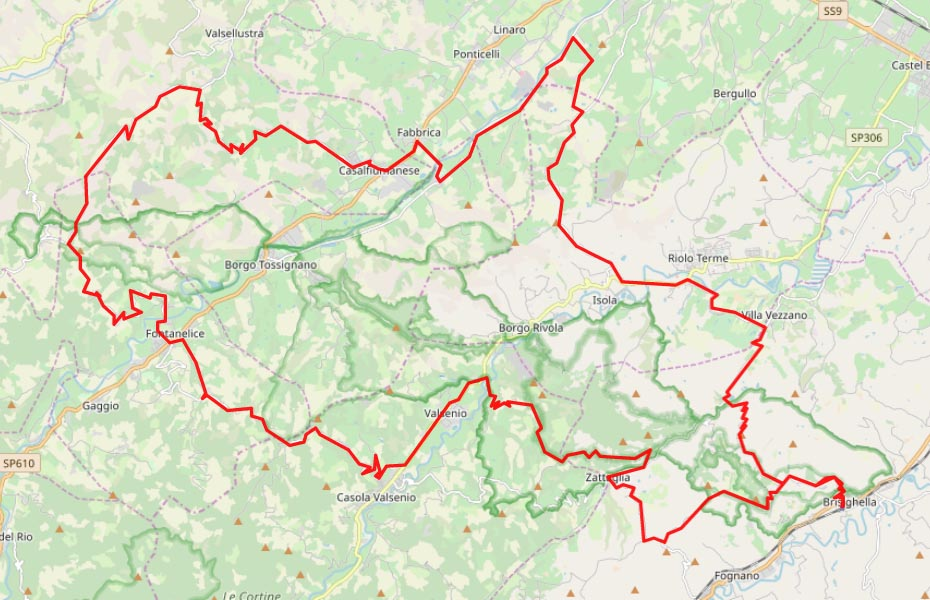 Linaro
SS9
Valsellustra
Ponticelli
Castel B
Bergullo
Fabbrica
SP306
Casalfiumanese
Borgo Tossignano
Riolo Terme
Isola
Villa Vezzano
Borgo Rivola
Fontanelice
Gaggio
Valsenio
SP610
Zattaglia
Casola Valsenio
Brisighella
del Rio
Fognano
Le Cortine